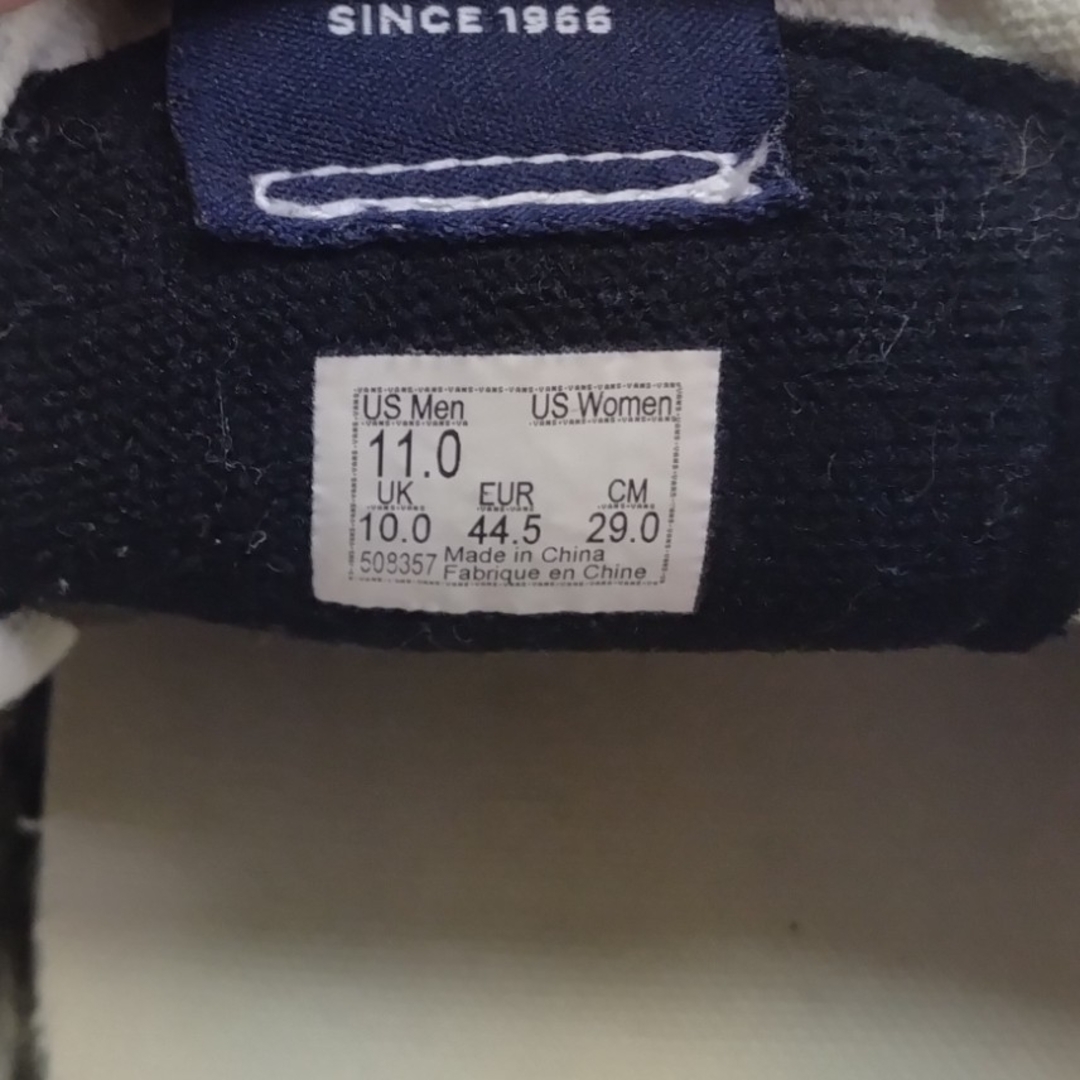 SINCE 1966
US Men US Women
11.0
UK EUR CM
10.0 44.5 29.0
508357 Made in China
Fabrique en Chine